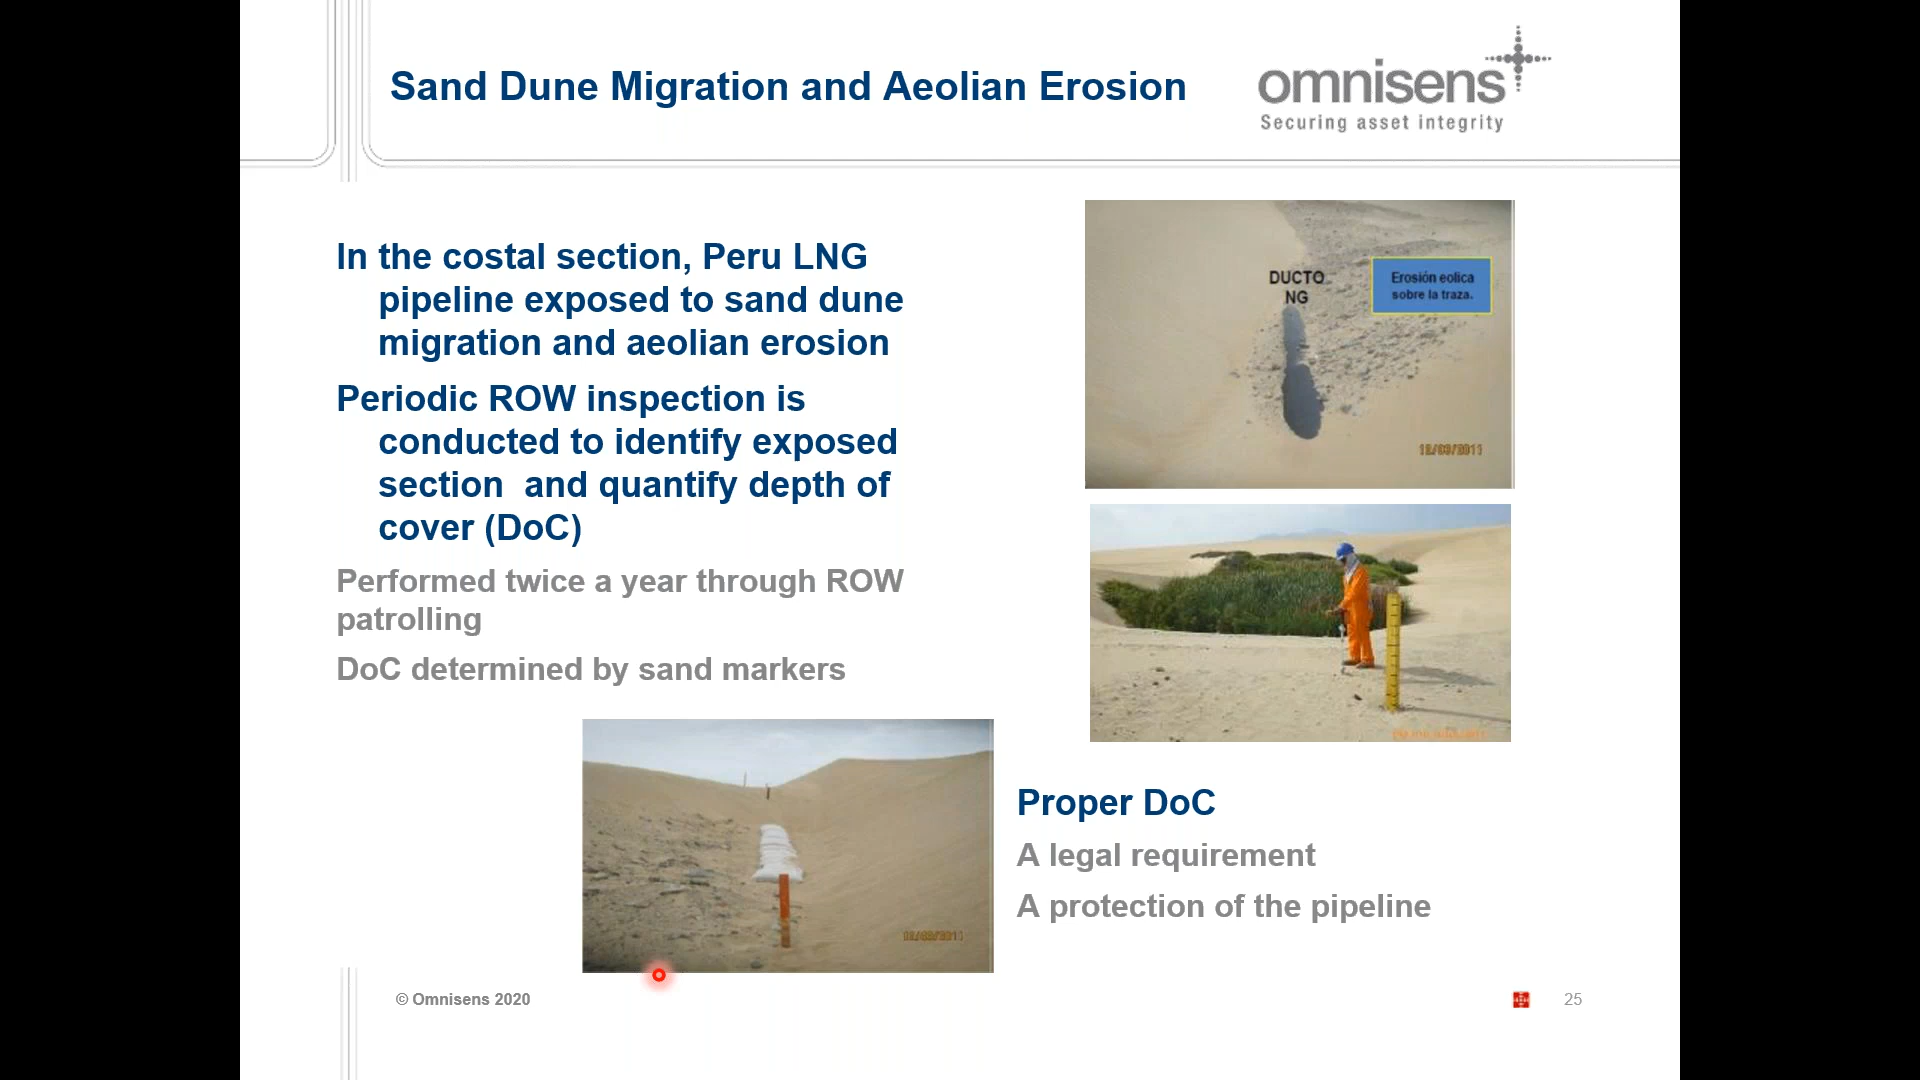 Sand Dune Migration and Aeolian Erosion
omnisens
Securing asset integrity
In the costal section, Peru LNG
pipeline exposed to sand dune
migration and aeolian erosion
Periodic ROW inspection is
conducted to identify exposed
section  and quantify depth of
cover (DoC)
Performed twice a year through ROW
patrolling
DoC determined by sand markers
DUCTO
NG
Erosión eolica
sobre la traza.
Proper DoC
A legal requirement
A protection of the pipeline
© Omnisens 2020
25